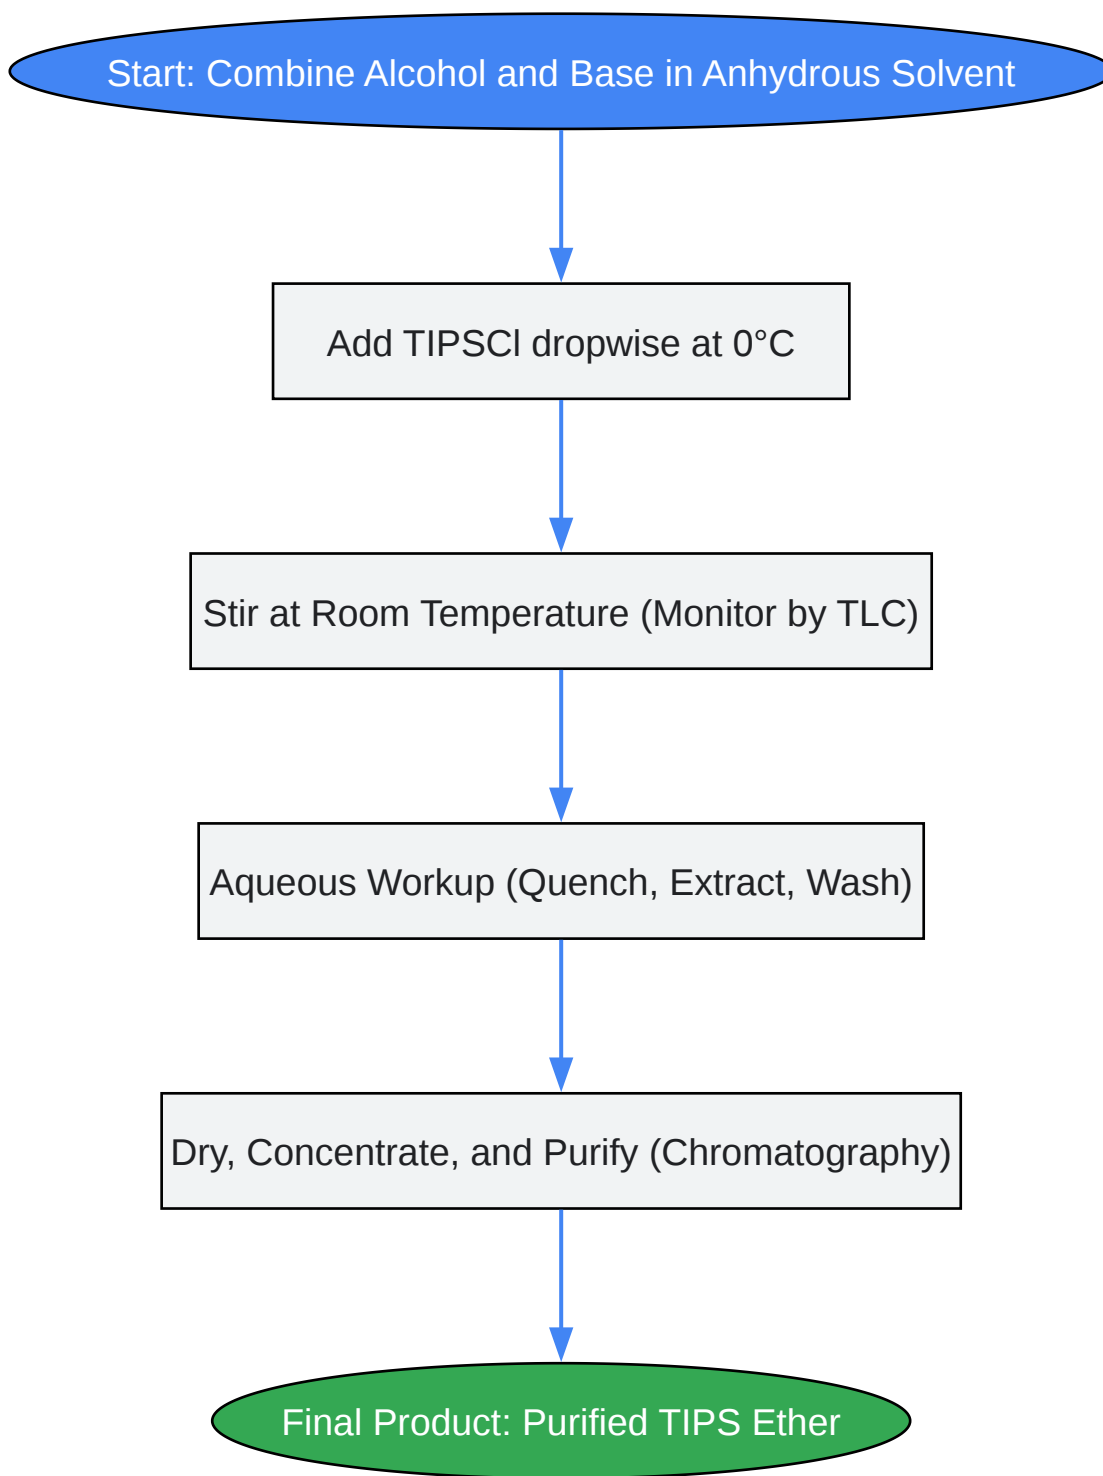 Start: Combine Alcohol and Base in Anhydrous Solvent
Add TIPSCl dropwise at 0°C
Stir at Room Temperature (Monitor by TLC)
Aqueous Workup (Quench, Extract, Wash)
Dry, Concentrate, and Purify (Chromatography)
Final Product: Purified TIPS Ether